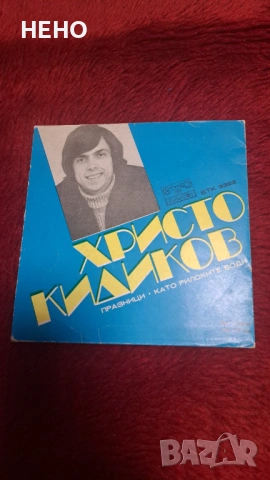 НЕНО
ХРИСТО
КИДИКОВ
ПРАЗНИЦИ • КАТО РИЛСКИТЕ ВОДИ
BAZAR